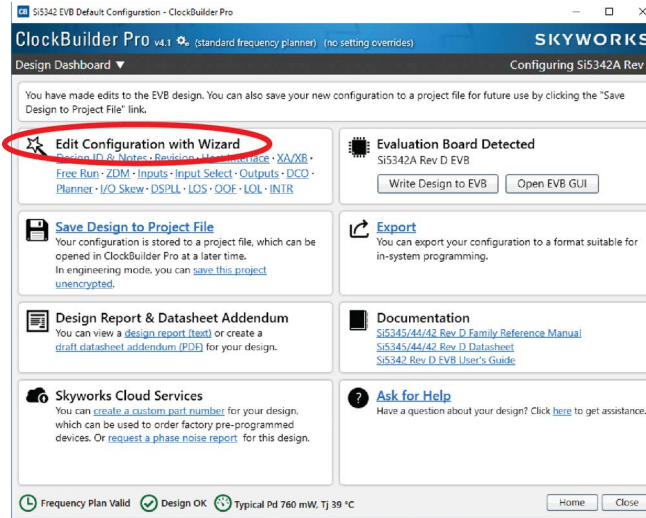 CB Si5342 EVB Default Configuration - ClockBuilder Pro
ClockBuilder Pro v4.1 (standard frequency planner) (no setting overrides)
SKYWORKS
Design Dashboard ▼
Configuring Si5342A Rev
You have made edits to the EVB design. You can also save your new configuration to a project file for future use by clicking the "Save
Design to Project File" link.
Edit Configuration with Wizard
Design ID & Notes · Revision · Host Interface · XA/XB ·
Free Run · ZDM · Inputs · Input Select · Outputs · DCO ·
Planner · I/O Skew · DSPLL · LOS · OOF · LOL · INTR
Evaluation Board Detected
Si5342A Rev D EVB
Write Design to EVB
Open EVB GUI
Save Design to Project File
Your configuration is stored to a project file, which can be
opened in ClockBuilder Pro at a later time.
In engineering mode, you can save this project
unencrypted.
Export
You can export your configuration to a format suitable for
in-system programming.
Design Report & Datasheet Addendum
You can view a design report (text) or create a
draft datasheet addendum (PDF) for your design.
Documentation
Si5345/44/42 Rev D Family Reference Manual
Si5345/44/42 Rev D Datasheet
Si5342 Rev D EVB User's Guide
Skyworks Cloud Services
You can create a custom part number for your design,
which can be used to order factory pre-programmed
devices. Or request a phase noise report for this design.
Ask for Help
Have a question about your design? Click here to get assistance.
Frequency Plan Valid
Design OK
Typical Pd 760 mW, Tj 39 °C
Home
Close